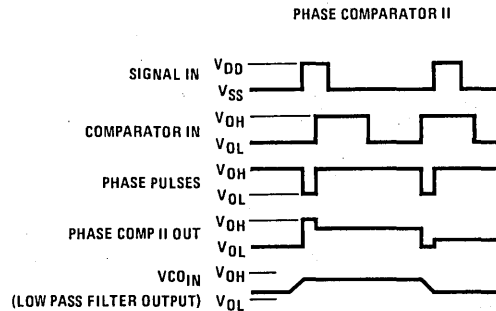 PHASE COMPARATOR II
SIGNAL IN
VDD
VSS
COMPARATOR IN
VOH
VOL
PHASE PULSES
VOH
VOL
PHASE COMP II OUT
VOH
VOL
VCOIN
(LOW PASS FILTER OUTPUT)
VOH
VOL